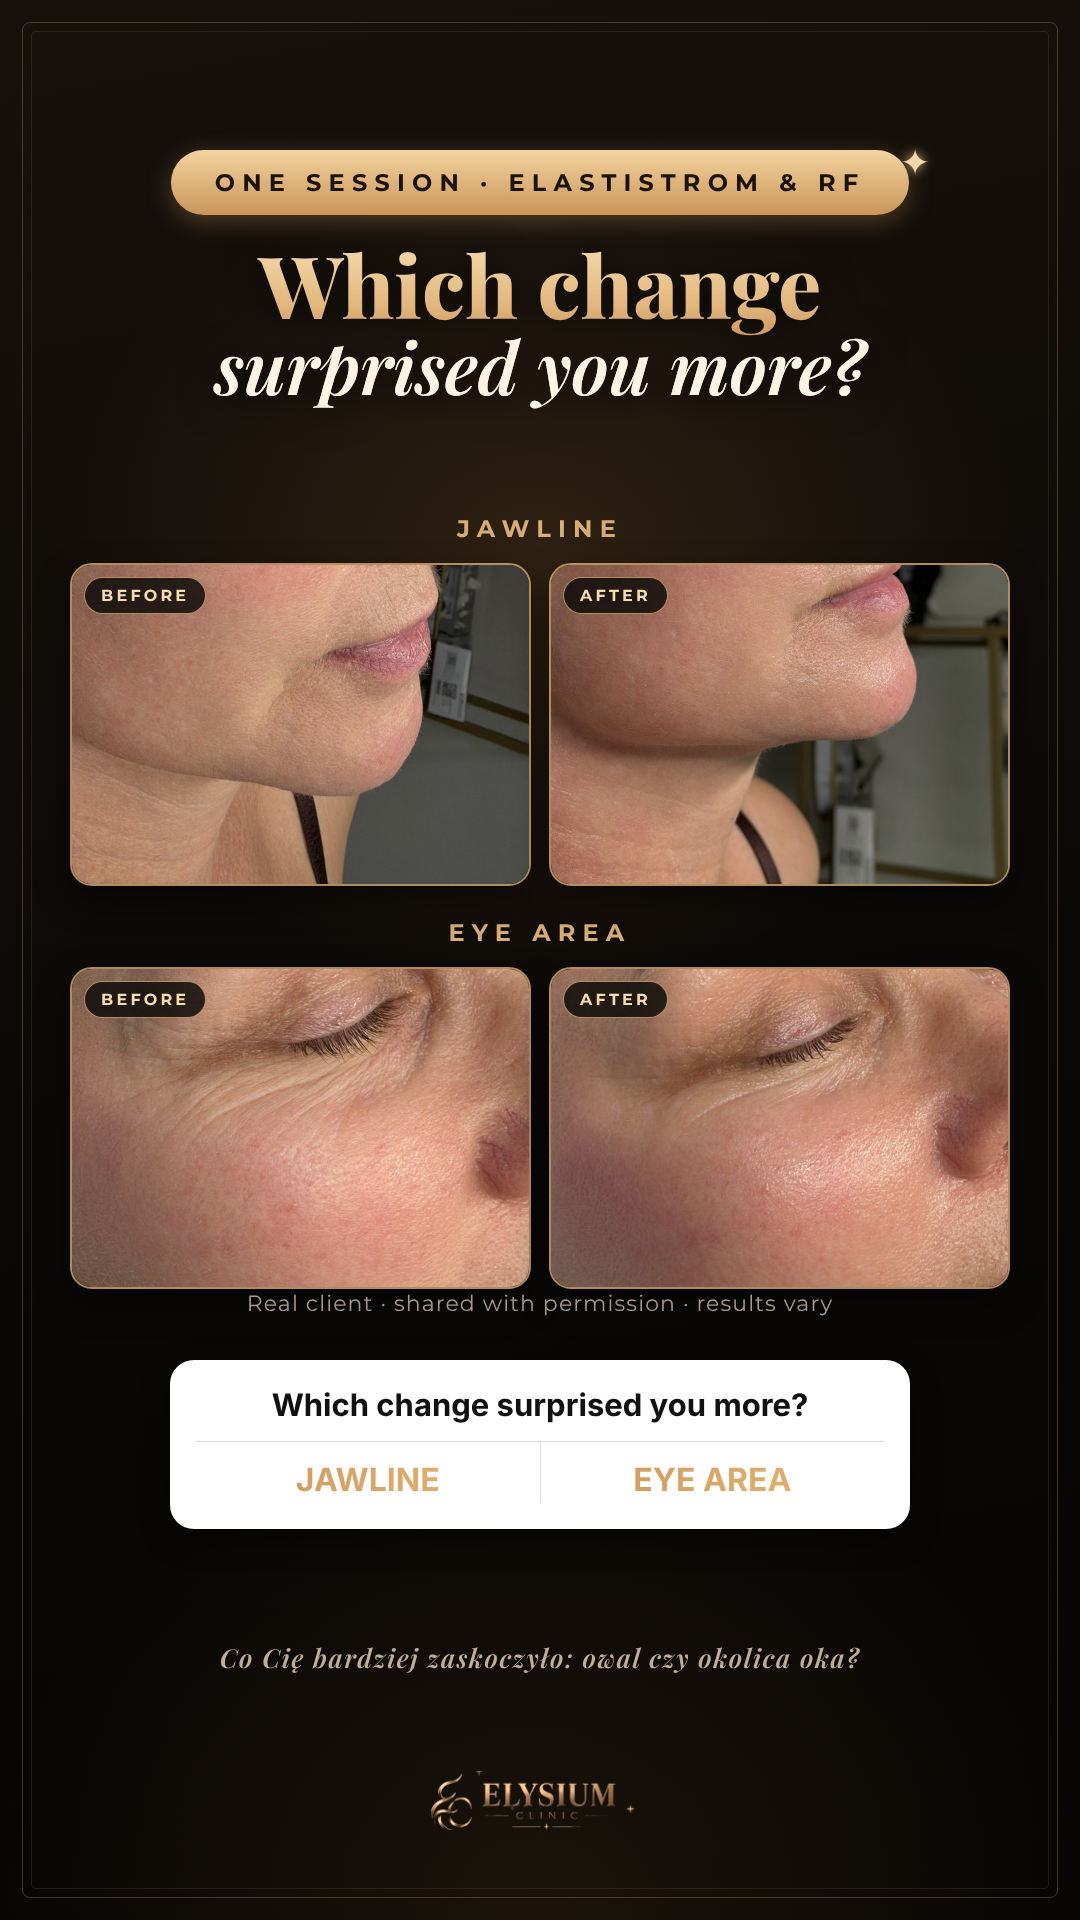 ONE SESSION · ELASTISTROM & RF
Which change
surprised you more?
JAWLINE
BEFORE
AFTER
EYE AREA
BEFORE
AFTER
Real client · shared with permission · results vary
Which change surprised you more?
JAWLINE
EYE AREA
Co Cię bardziej zaskoczyło: owal czy okolica oka?
ELYSIUM
CLINIC